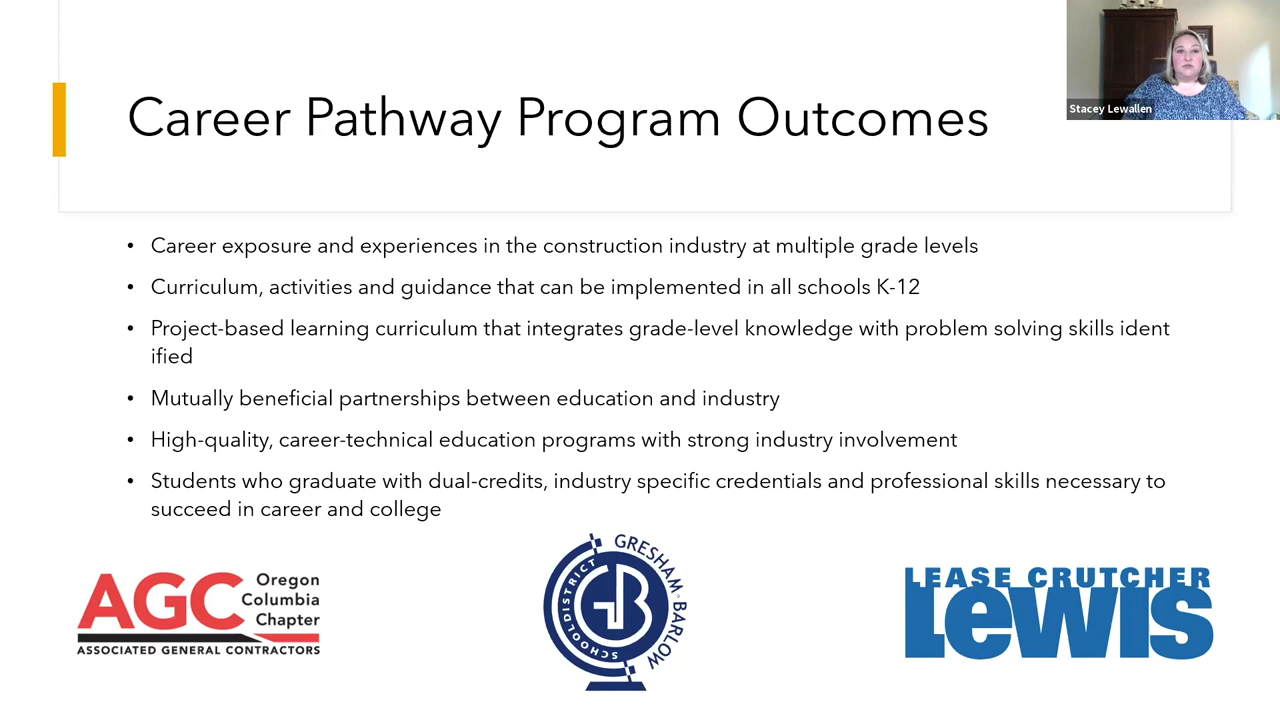 Career Pathway Program Outcomes
Stacey Lewallen
• Career exposure and experiences in the construction industry at multiple grade levels
• Curriculum, activities and guidance that can be implemented in all schools K-12
• Project-based learning curriculum that integrates grade-level knowledge with problem solving skills ident
ified
• Mutually beneficial partnerships between education and industry
• High-quality, career-technical education programs with strong industry involvement
• Students who graduate with dual-credits, industry specific credentials and professional skills necessary to
succeed in career and college
AGC
Oregon
Columbia
Chapter
ASSOCIATED GENERAL CONTRACTORS
GRESHAM-BARLOW
SCHOOL DISTRICT
GB
LEASE CRUTCHER
LEWIS